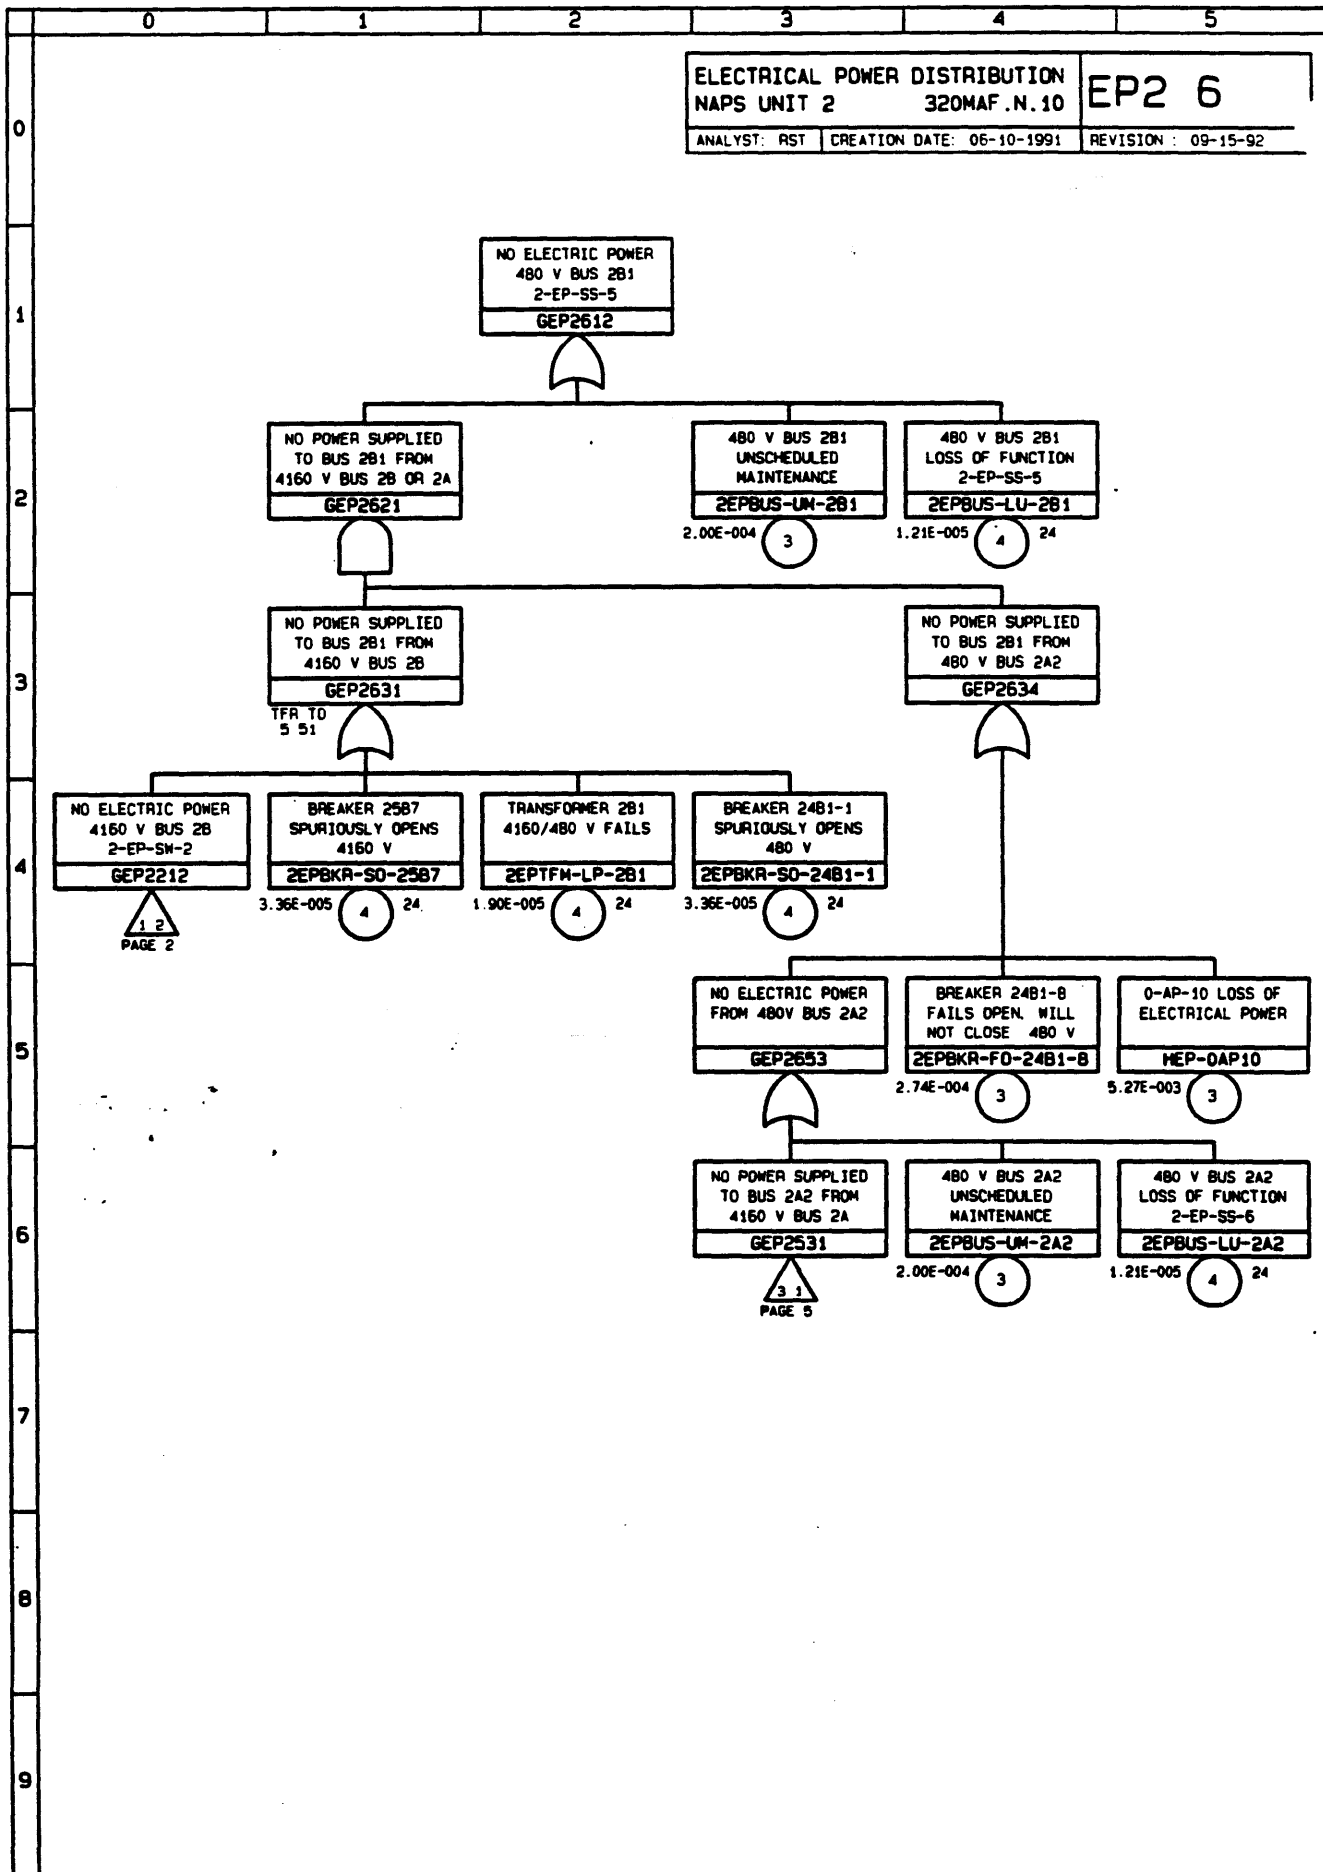 0 1 2 3 4 5
ELECTRICAL POWER DISTRIBUTION
NAPS UNIT 2 320MAF.N.10
EP2 6
ANALYST: RST CREATION DATE: 06-10-1991 REVISION : 09-15-92
0
NO ELECTRIC POWER
480 V BUS 2B1
2-EP-SS-5
GEP2612
1
NO POWER SUPPLIED
TO BUS 2B1 FROM
4160 V BUS 2B OR 2A
GEP2621
480 V BUS 2B1
UNSCHEDULED
MAINTENANCE
2EPBUS-UM-2B1
2.00E-004 3
480 V BUS 2B1
LOSS OF FUNCTION
2-EP-SS-5
2EPBUS-LU-2B1
1.21E-005 4 24
2
NO POWER SUPPLIED
TO BUS 2B1 FROM
4160 V BUS 2B
GEP2631
TFR TO
5 51
NO POWER SUPPLIED
TO BUS 2B1 FROM
480 V BUS 2A2
GEP2634
3
NO ELECTRIC POWER
4160 V BUS 2B
2-EP-SW-2
GEP2212
1 2
PAGE 2
BREAKER 25B7
SPURIOUSLY OPENS
4160 V
2EPBKR-SO-25B7
3.36E-005 4 24
TRANSFORMER 2B1
4160/480 V FAILS
2EPTFM-LP-2B1
1.90E-005 4 24
BREAKER 24B1-1
SPURIOUSLY OPENS
480 V
2EPBKR-SO-24B1-1
3.36E-005 4 24
4
NO ELECTRIC POWER
FROM 480V BUS 2A2
GEP2653
BREAKER 24B1-8
FAILS OPEN. WILL
NOT CLOSE 480 V
2EPBKR-FO-24B1-8
2.74E-004 3
0-AP-10 LOSS OF
ELECTRICAL POWER
HEP-0AP10
5.27E-003 3
5
NO POWER SUPPLIED
TO BUS 2A2 FROM
4160 V BUS 2A
GEP2531
3 1
PAGE 5
480 V BUS 2A2
UNSCHEDULED
MAINTENANCE
2EPBUS-UM-2A2
2.00E-004 3
480 V BUS 2A2
LOSS OF FUNCTION
2-EP-SS-6
2EPBUS-LU-2A2
1.21E-005 4 24
6
7
8
9